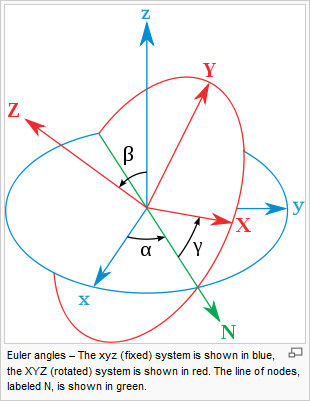 z
Y
Z
β
y
X
γ
α
x
N
Euler angles – The xyz (fixed) system is shown in blue,
the XYZ (rotated) system is shown in red. The line of nodes,
labeled N, is shown in green.